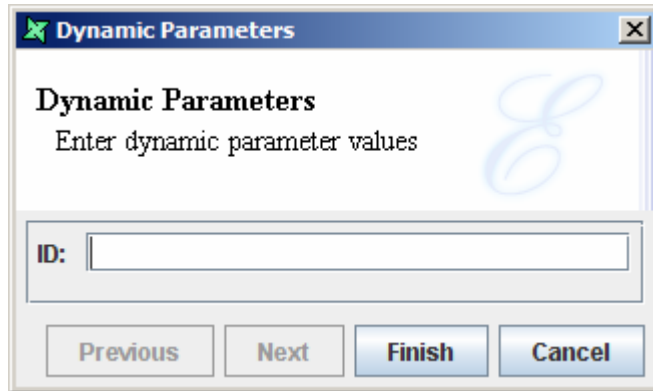 Dynamic Parameters
Dynamic Parameters
Enter dynamic parameter values
ID:
Previous Next Finish Cancel